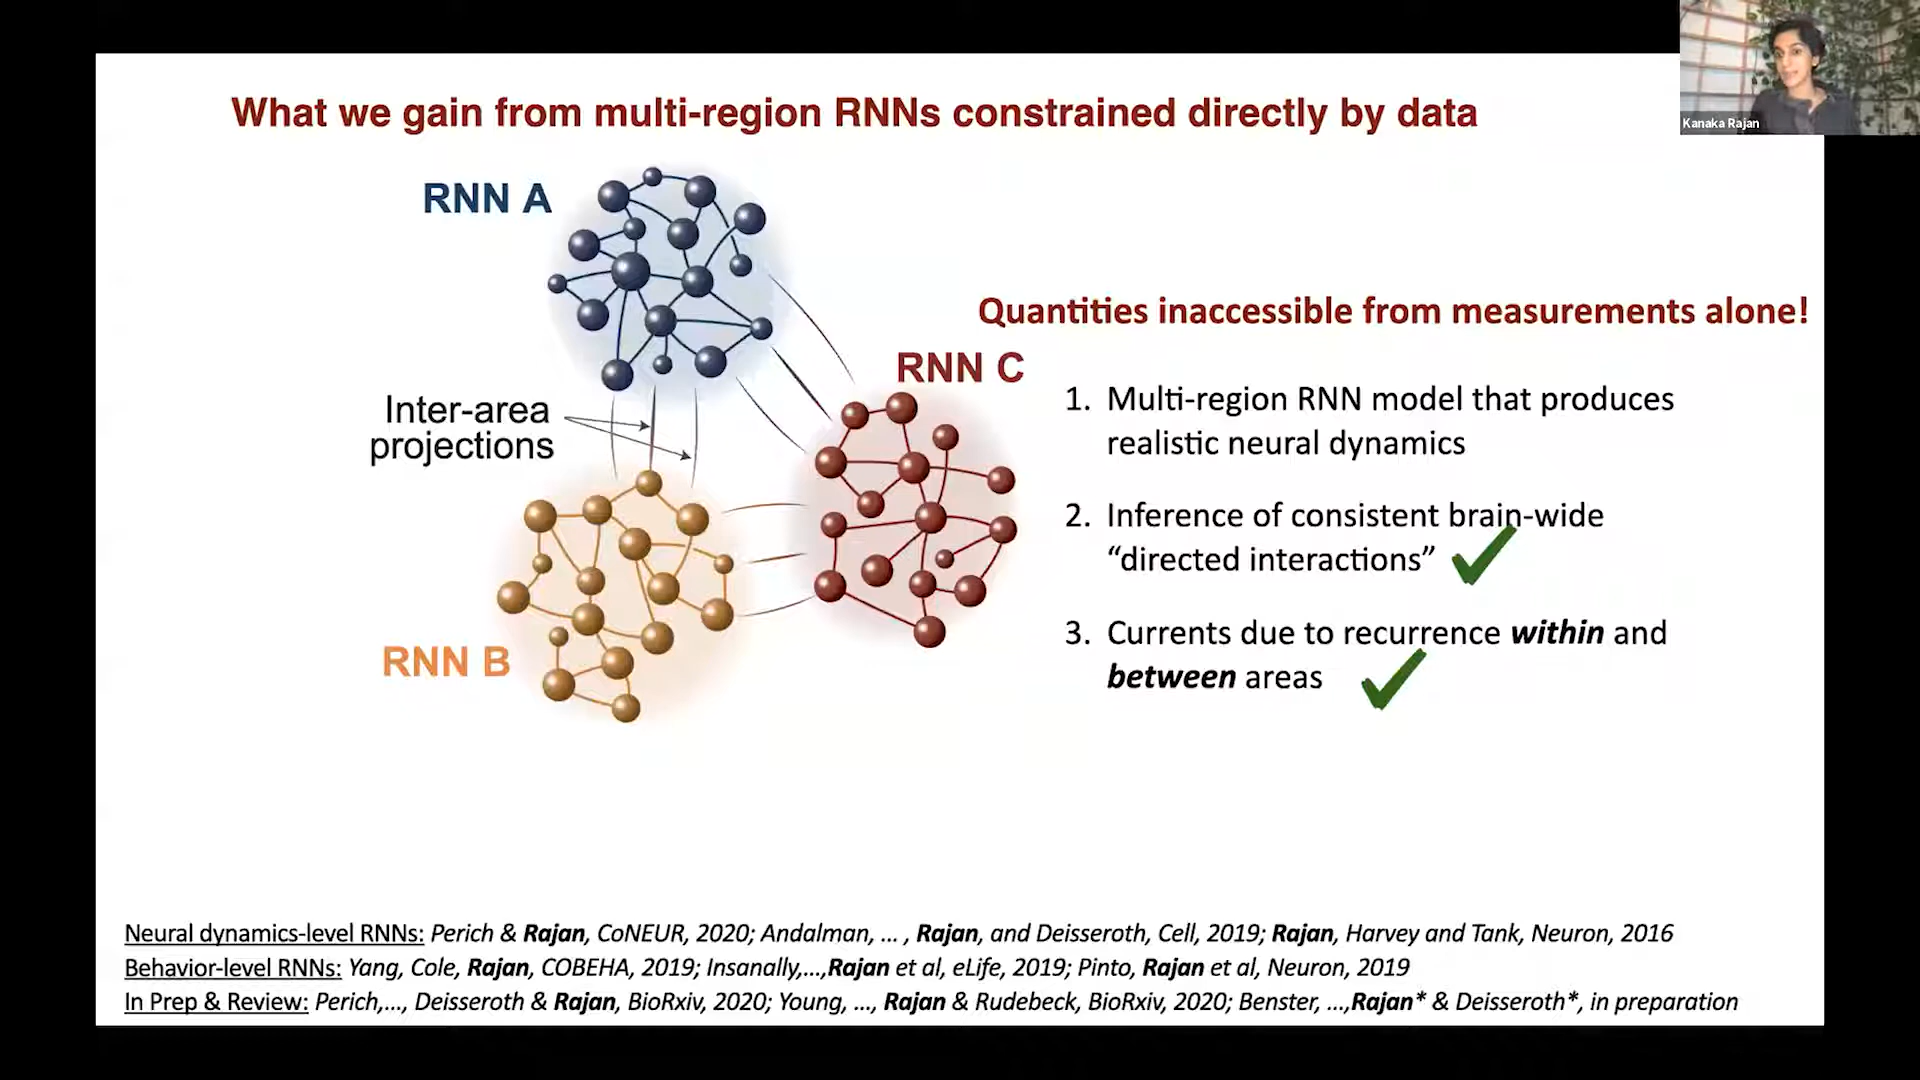 Kanaka Rajan
What we gain from multi-region RNNs constrained directly by data
RNN A
Inter-area
projections
RNN B
RNN C
Quantities inaccessible from measurements alone!
1. Multi-region RNN model that produces
realistic neural dynamics
2. Inference of consistent brain-wide
“directed interactions”
3. Currents due to recurrence within and
between areas
Neural dynamics-level RNNs: Perich & Rajan, CoNEUR, 2020; Andalman, ... , Rajan, and Deisseroth, Cell, 2019; Rajan, Harvey and Tank, Neuron, 2016
Behavior-level RNNs: Yang, Cole, Rajan, COBEHA, 2019; Insanally,...,Rajan et al, eLife, 2019; Pinto, Rajan et al, Neuron, 2019
In Prep & Review: Perich,..., Deisseroth & Rajan, BioRxiv, 2020; Young, ..., Rajan & Rudebeck, BioRxiv, 2020; Benster, ...,Rajan* & Deisseroth*, in preparation